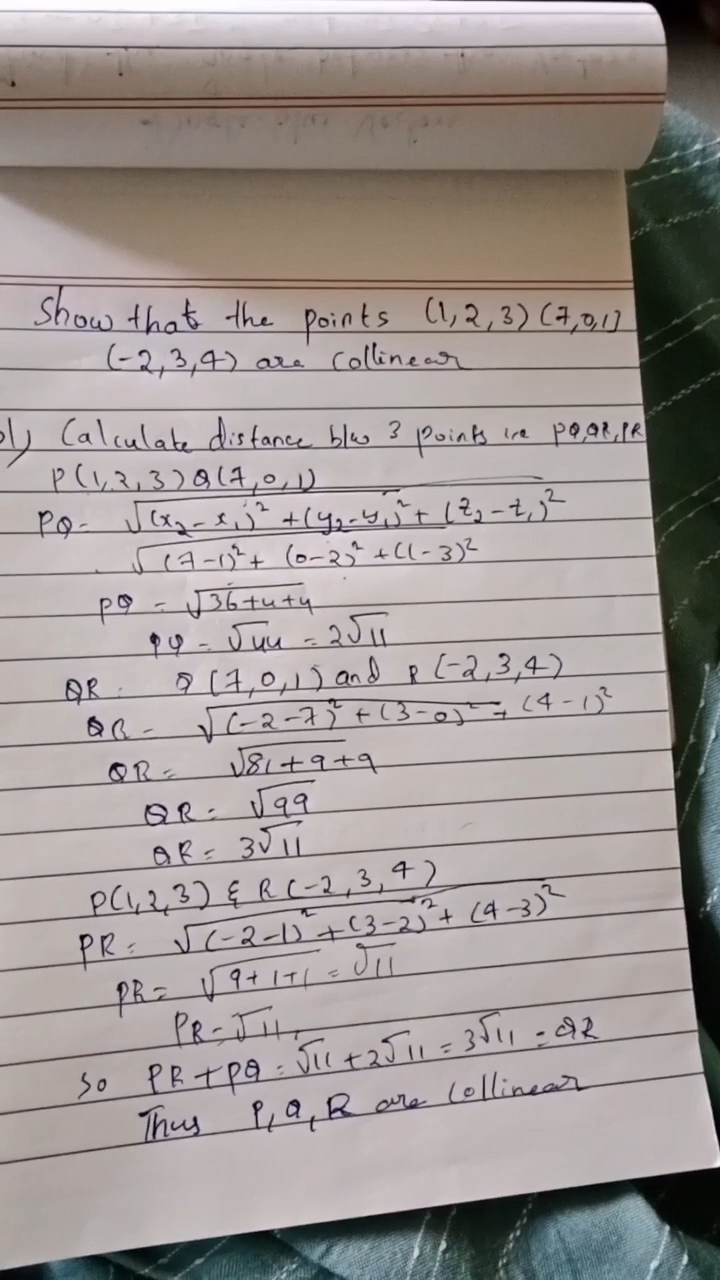 Show that the points (1,2,3) (7,0,1)
(-2,3,4) are collinear
Calculate distance b/w 3 points i.e PQ,QR,PR
P(1,2,3) Q(7,0,1)
PQ = √(x₂-x₁)² + (y₂-y₁)² + (z₂-z₁)²
√(7-1)² + (0-2)² + (1-3)²
PQ = √36+4+4
PQ = √44 = 2√11
QR. Q(7,0,1) and R(-2,3,4)
QR = √(-2-7)² + (3-0)² + (4-1)²
QR = √81+9+9
QR = √99
QR = 3√11
P(1,2,3) & R(-2,3,4)
PR = √(-2-1)² + (3-2)² + (4-3)²
PR = √9+1+1 = √11
PR = √11.
So PR+PQ = √11 + 2√11 = 3√11 = QR
Thus P,Q,R are collinear